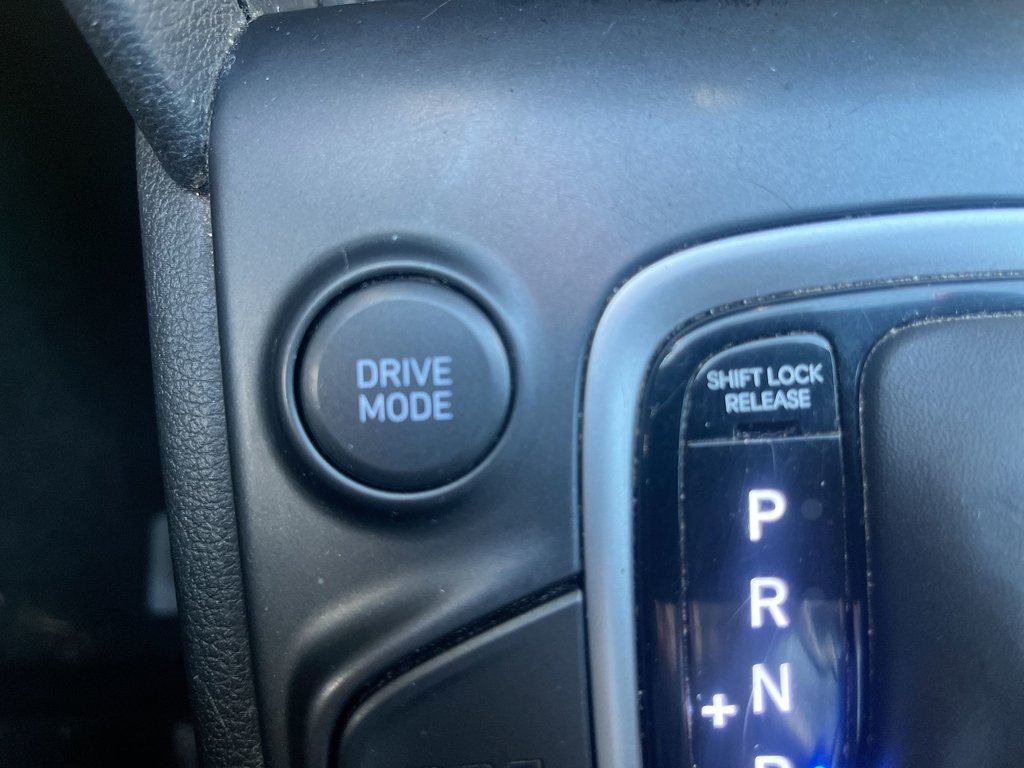 DRIVE
MODE
SHIFT LOCK
RELEASE
P
R
N
+